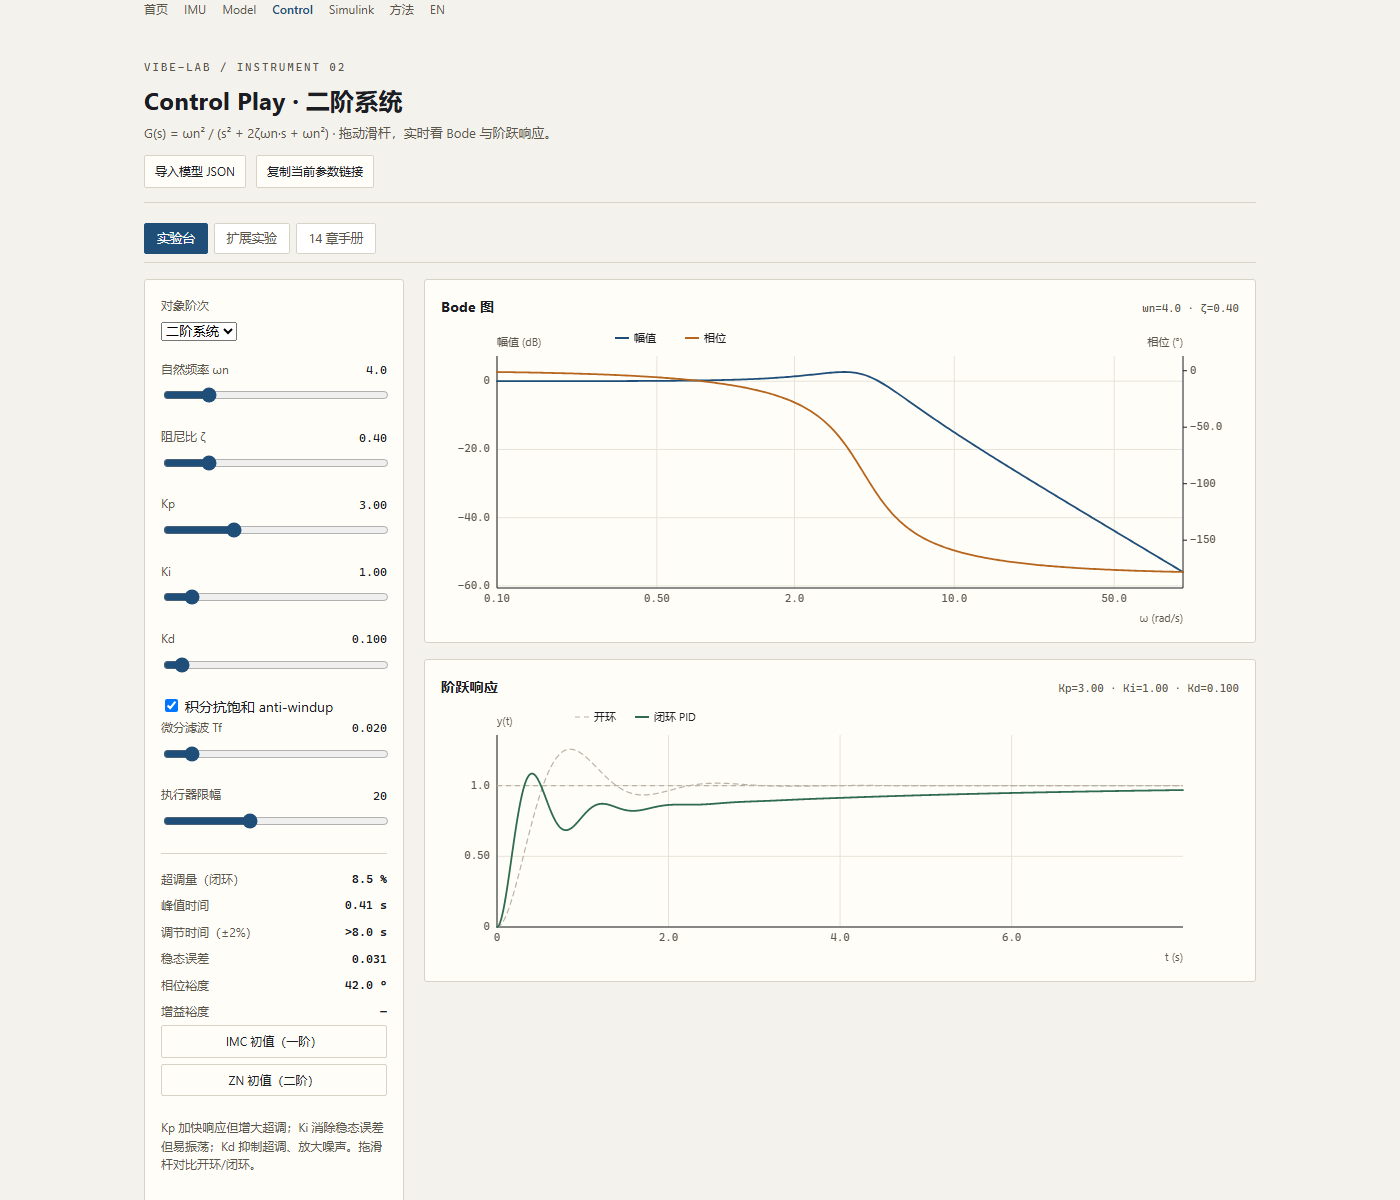 首页 IMU Model Control Simulink 方法 EN
VIBE-LAB / INSTRUMENT 02
Control Play · 二阶系统
G(s) = ωn² / (s² + 2ζωn·s + ωn²) · 拖动滑杆，实时看 Bode 与阶跃响应。
导入模型 JSON 复制当前参数链接
实验台 扩展实验 14 章手册
对象阶次
二阶系统
自然频率 ωn 4.0
阻尼比 ζ 0.40
Kp 3.00
Ki 1.00
Kd 0.100
积分抗饱和 anti-windup
微分滤波 Tf 0.020
执行器限幅 20
超调量（闭环） 8.5 %
峰值时间 0.41 s
调节时间（±2%） >8.0 s
稳态误差 0.031
相位裕度 42.0 °
增益裕度 —
IMC 初值（一阶）
ZN 初值（二阶）
Kp 加快响应但增大超调；Ki 消除稳态误差
但易振荡；Kd 抑制超调、放大噪声。拖滑
杆对比开环/闭环。
Bode 图 ωn=4.0 · ζ=0.40
幅值 (dB) 幅值 相位 相位 (°)
0 0
−20.0 −50.0
−40.0 −100
−60.0 −150
0.10 0.50 2.0 10.0 50.0
ω (rad/s)
阶跃响应 Kp=3.00 · Ki=1.00 · Kd=0.100
y(t) 开环 闭环 PID
1.0
0.50
0
0 2.0 4.0 6.0
t (s)